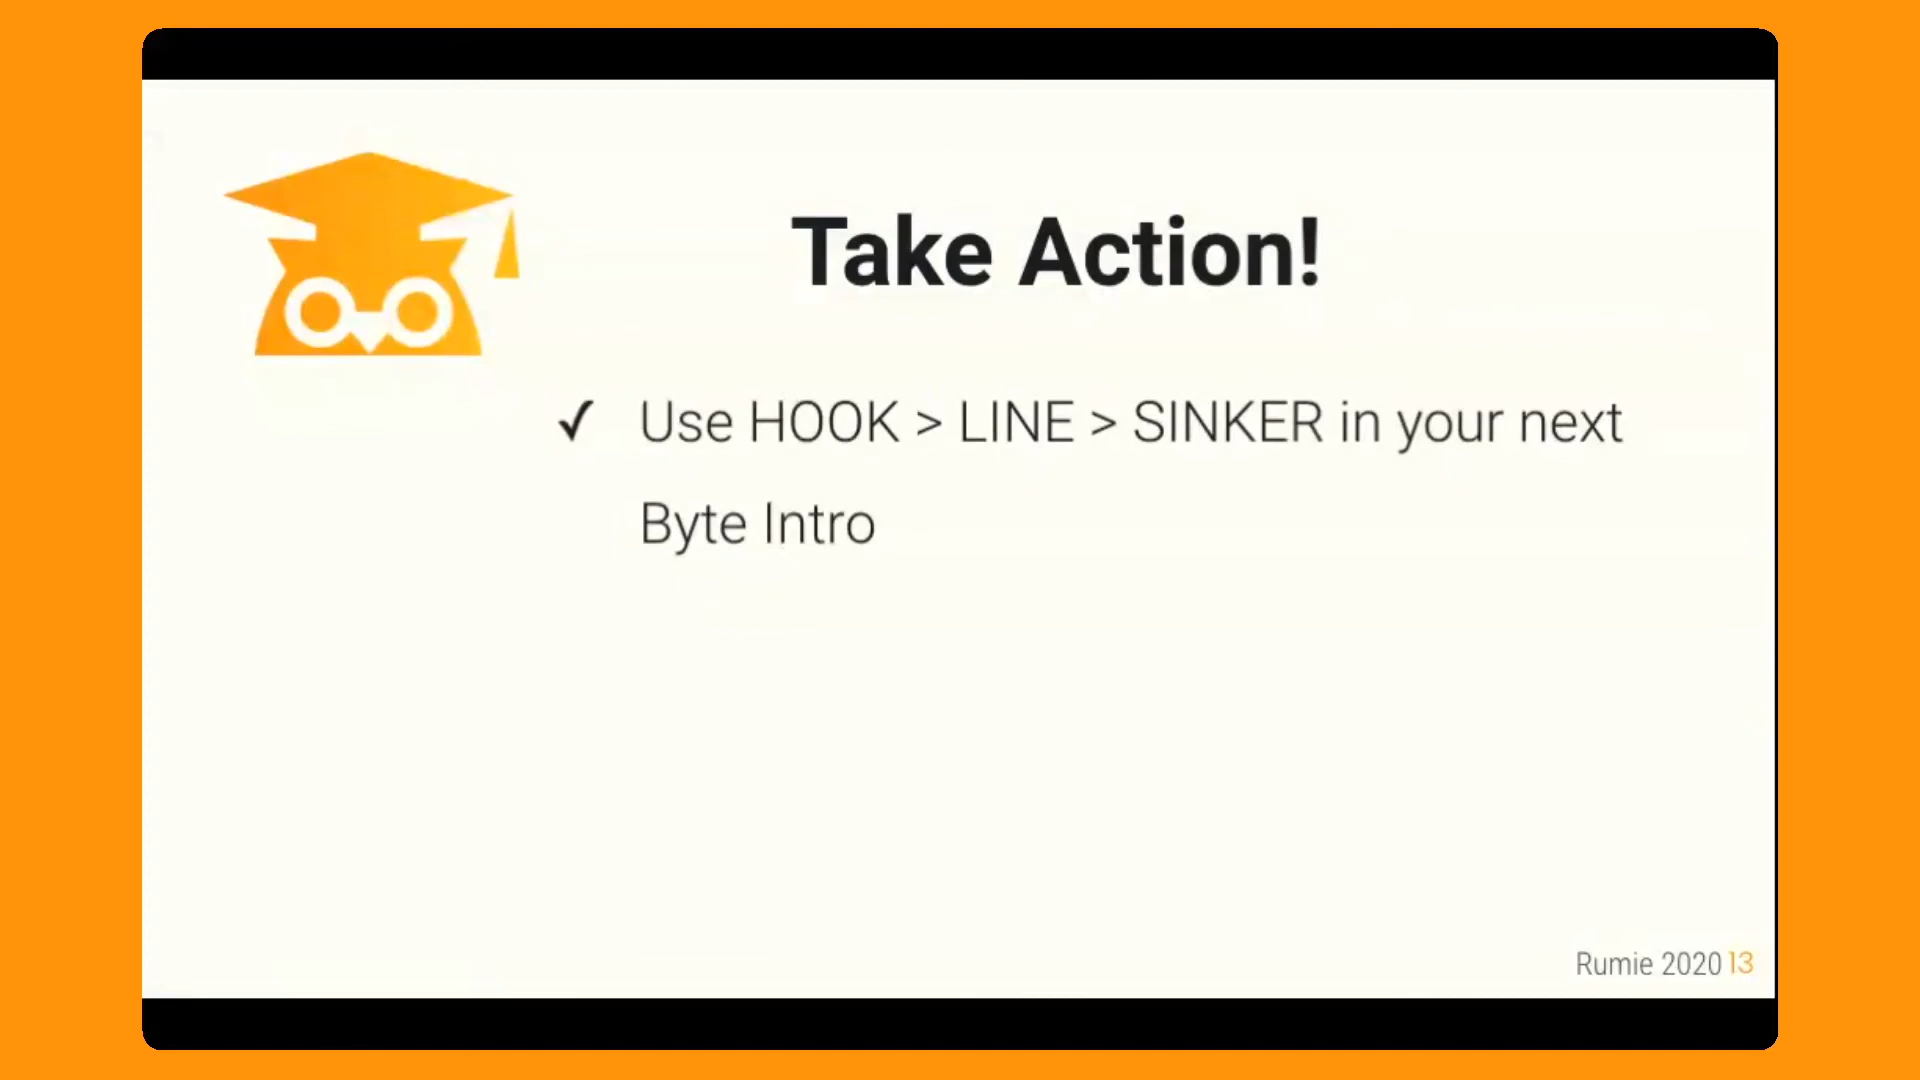 Take Action!
✓ Use HOOK > LINE > SINKER in your next
Byte Intro
Rumie 2020 13